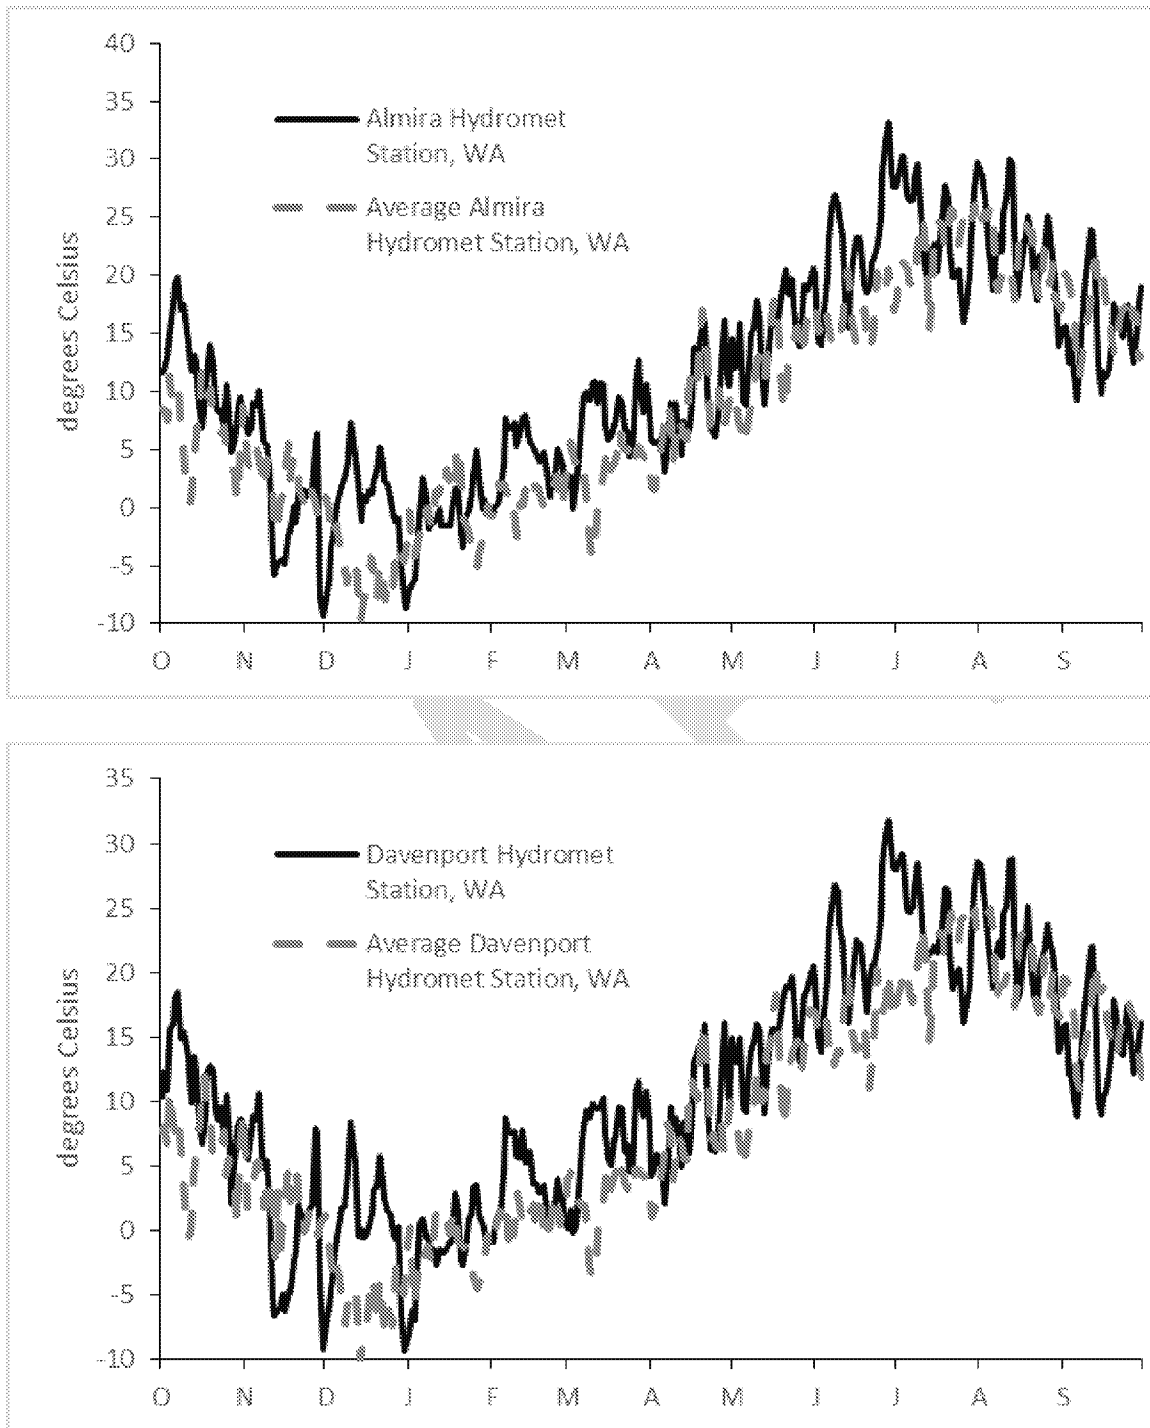 40
35
30
25
20
15
10
5
0
-5
-10
degrees Celsius
Almira Hydromet
Station, WA
Average Almira
Hydromet Station, WA
O N D J F M A M J J A S
35
30
25
20
15
10
5
0
-5
-10
degrees Celsius
Davenport Hydromet
Station, WA
Average Davenport
Hydromet Station, WA
O N D J F M A M J J A S